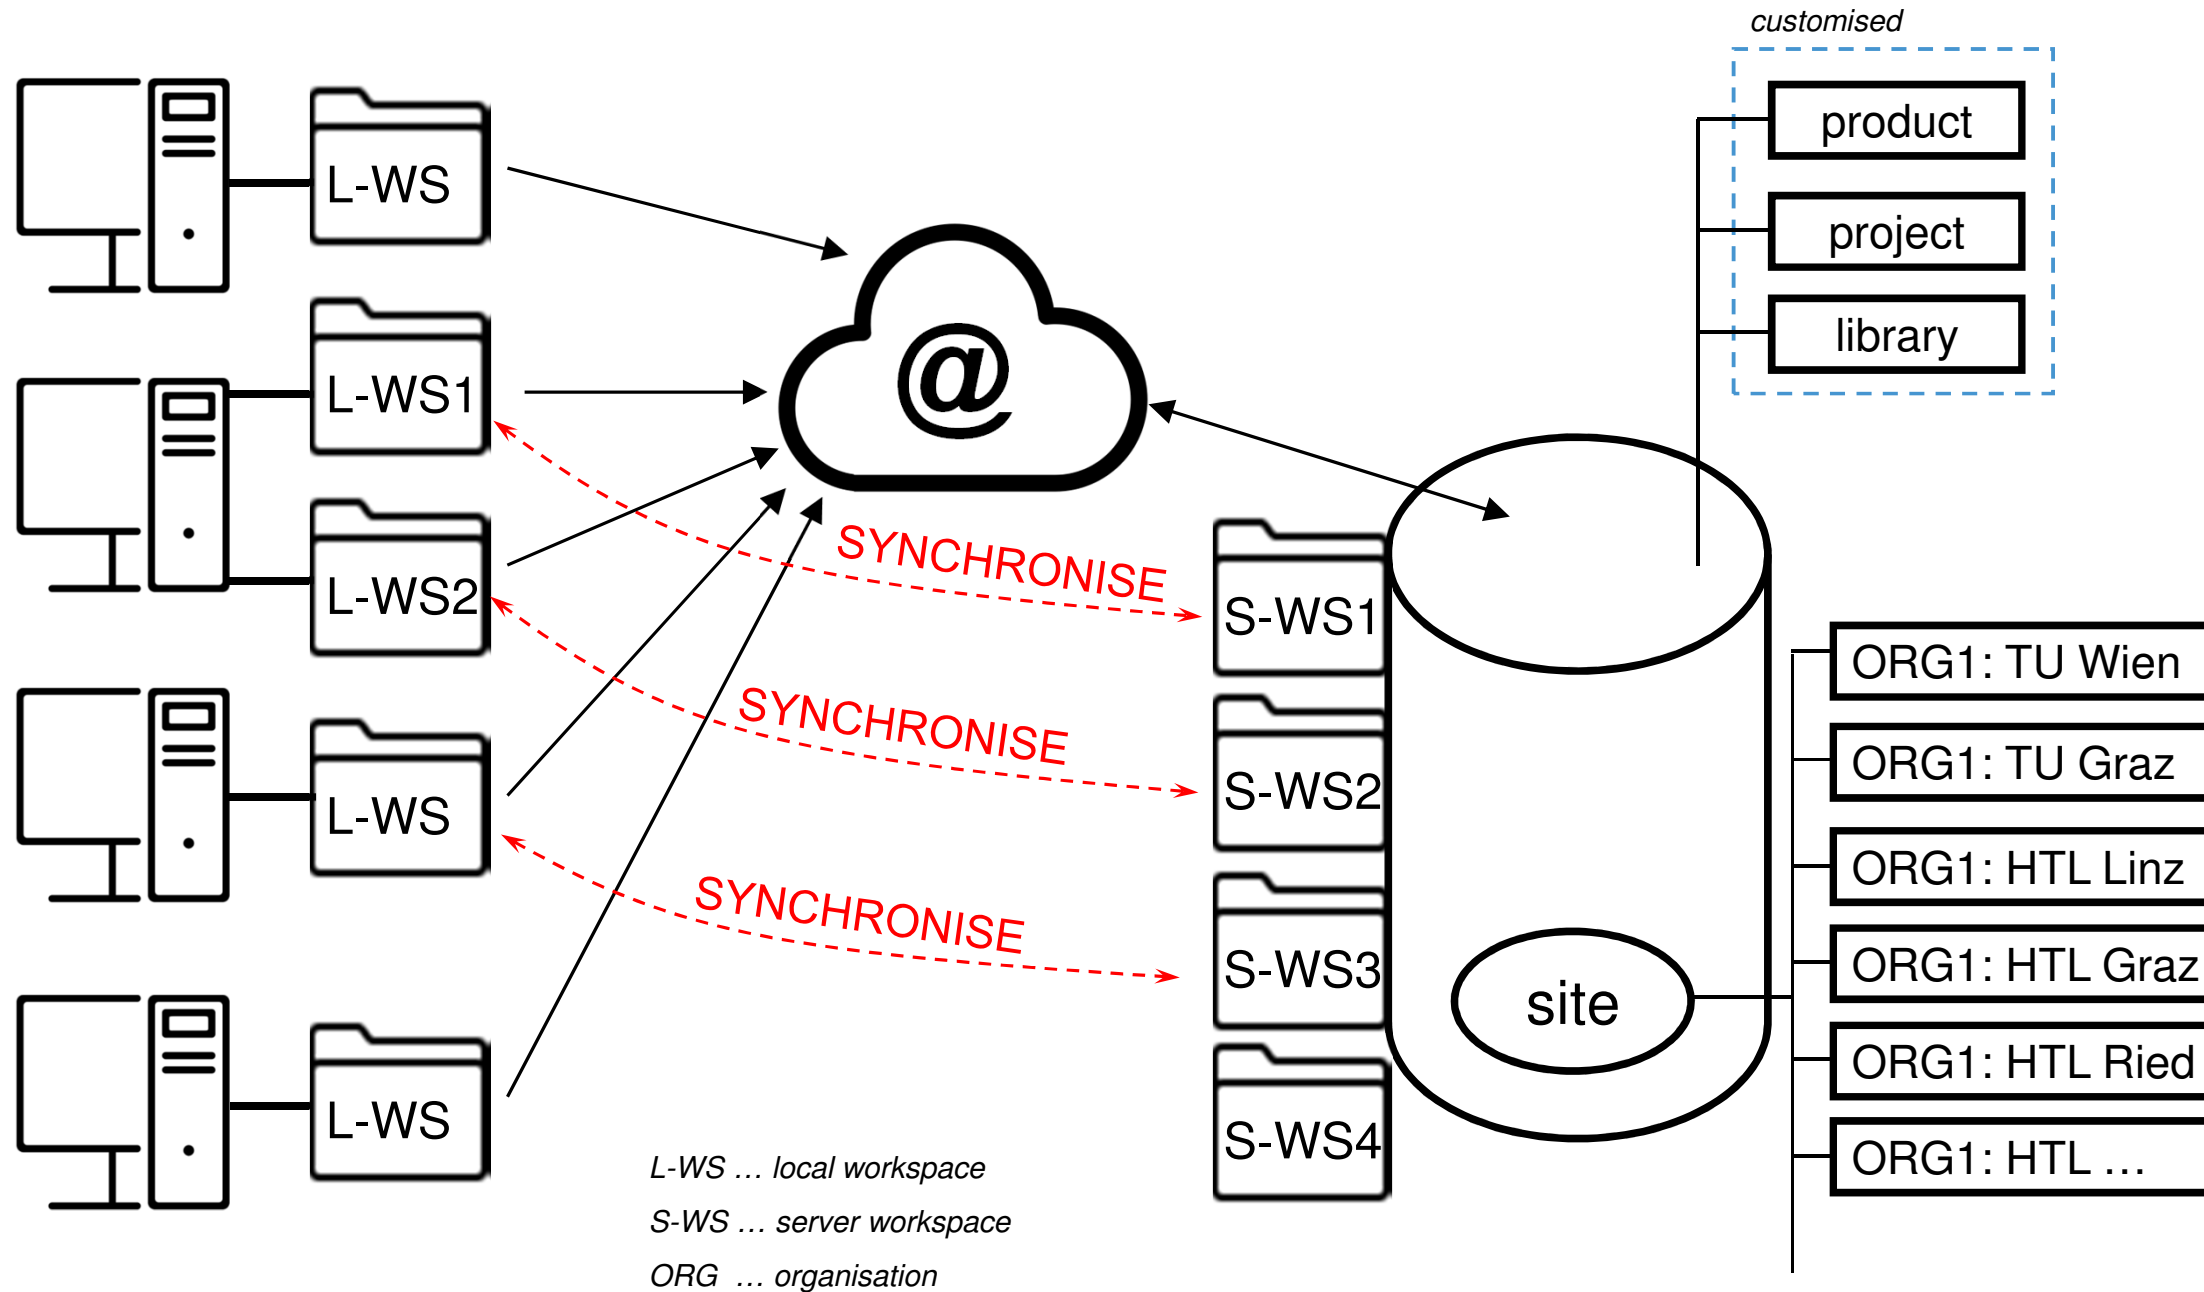 customised
product
project
library
L-WS
L-WS1
L-WS2
L-WS
L-WS
@
SYNCHRONISE
SYNCHRONISE
SYNCHRONISE
S-WS1
S-WS2
S-WS3
S-WS4
site
ORG1: TU Wien
ORG1: TU Graz
ORG1: HTL Linz
ORG1: HTL Graz
ORG1: HTL Ried
ORG1: HTL …
L-WS … local workspace
S-WS … server workspace
ORG … organisation